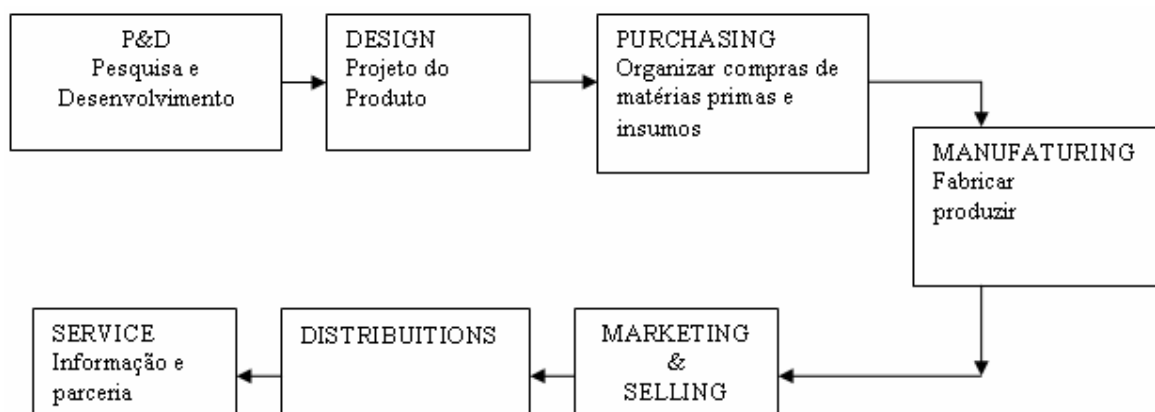 P&D
Pesquisa e
Desenvolvimento
DESIGN
Projeto do
Produto
PURCHASING
Organizar compras de
matérias primas e
insumos
MANUFATURING
Fabricar
produzir
MARKETING
&
SELLING
DISTRIBUITIONS
SERVICE
Informação e
parceria